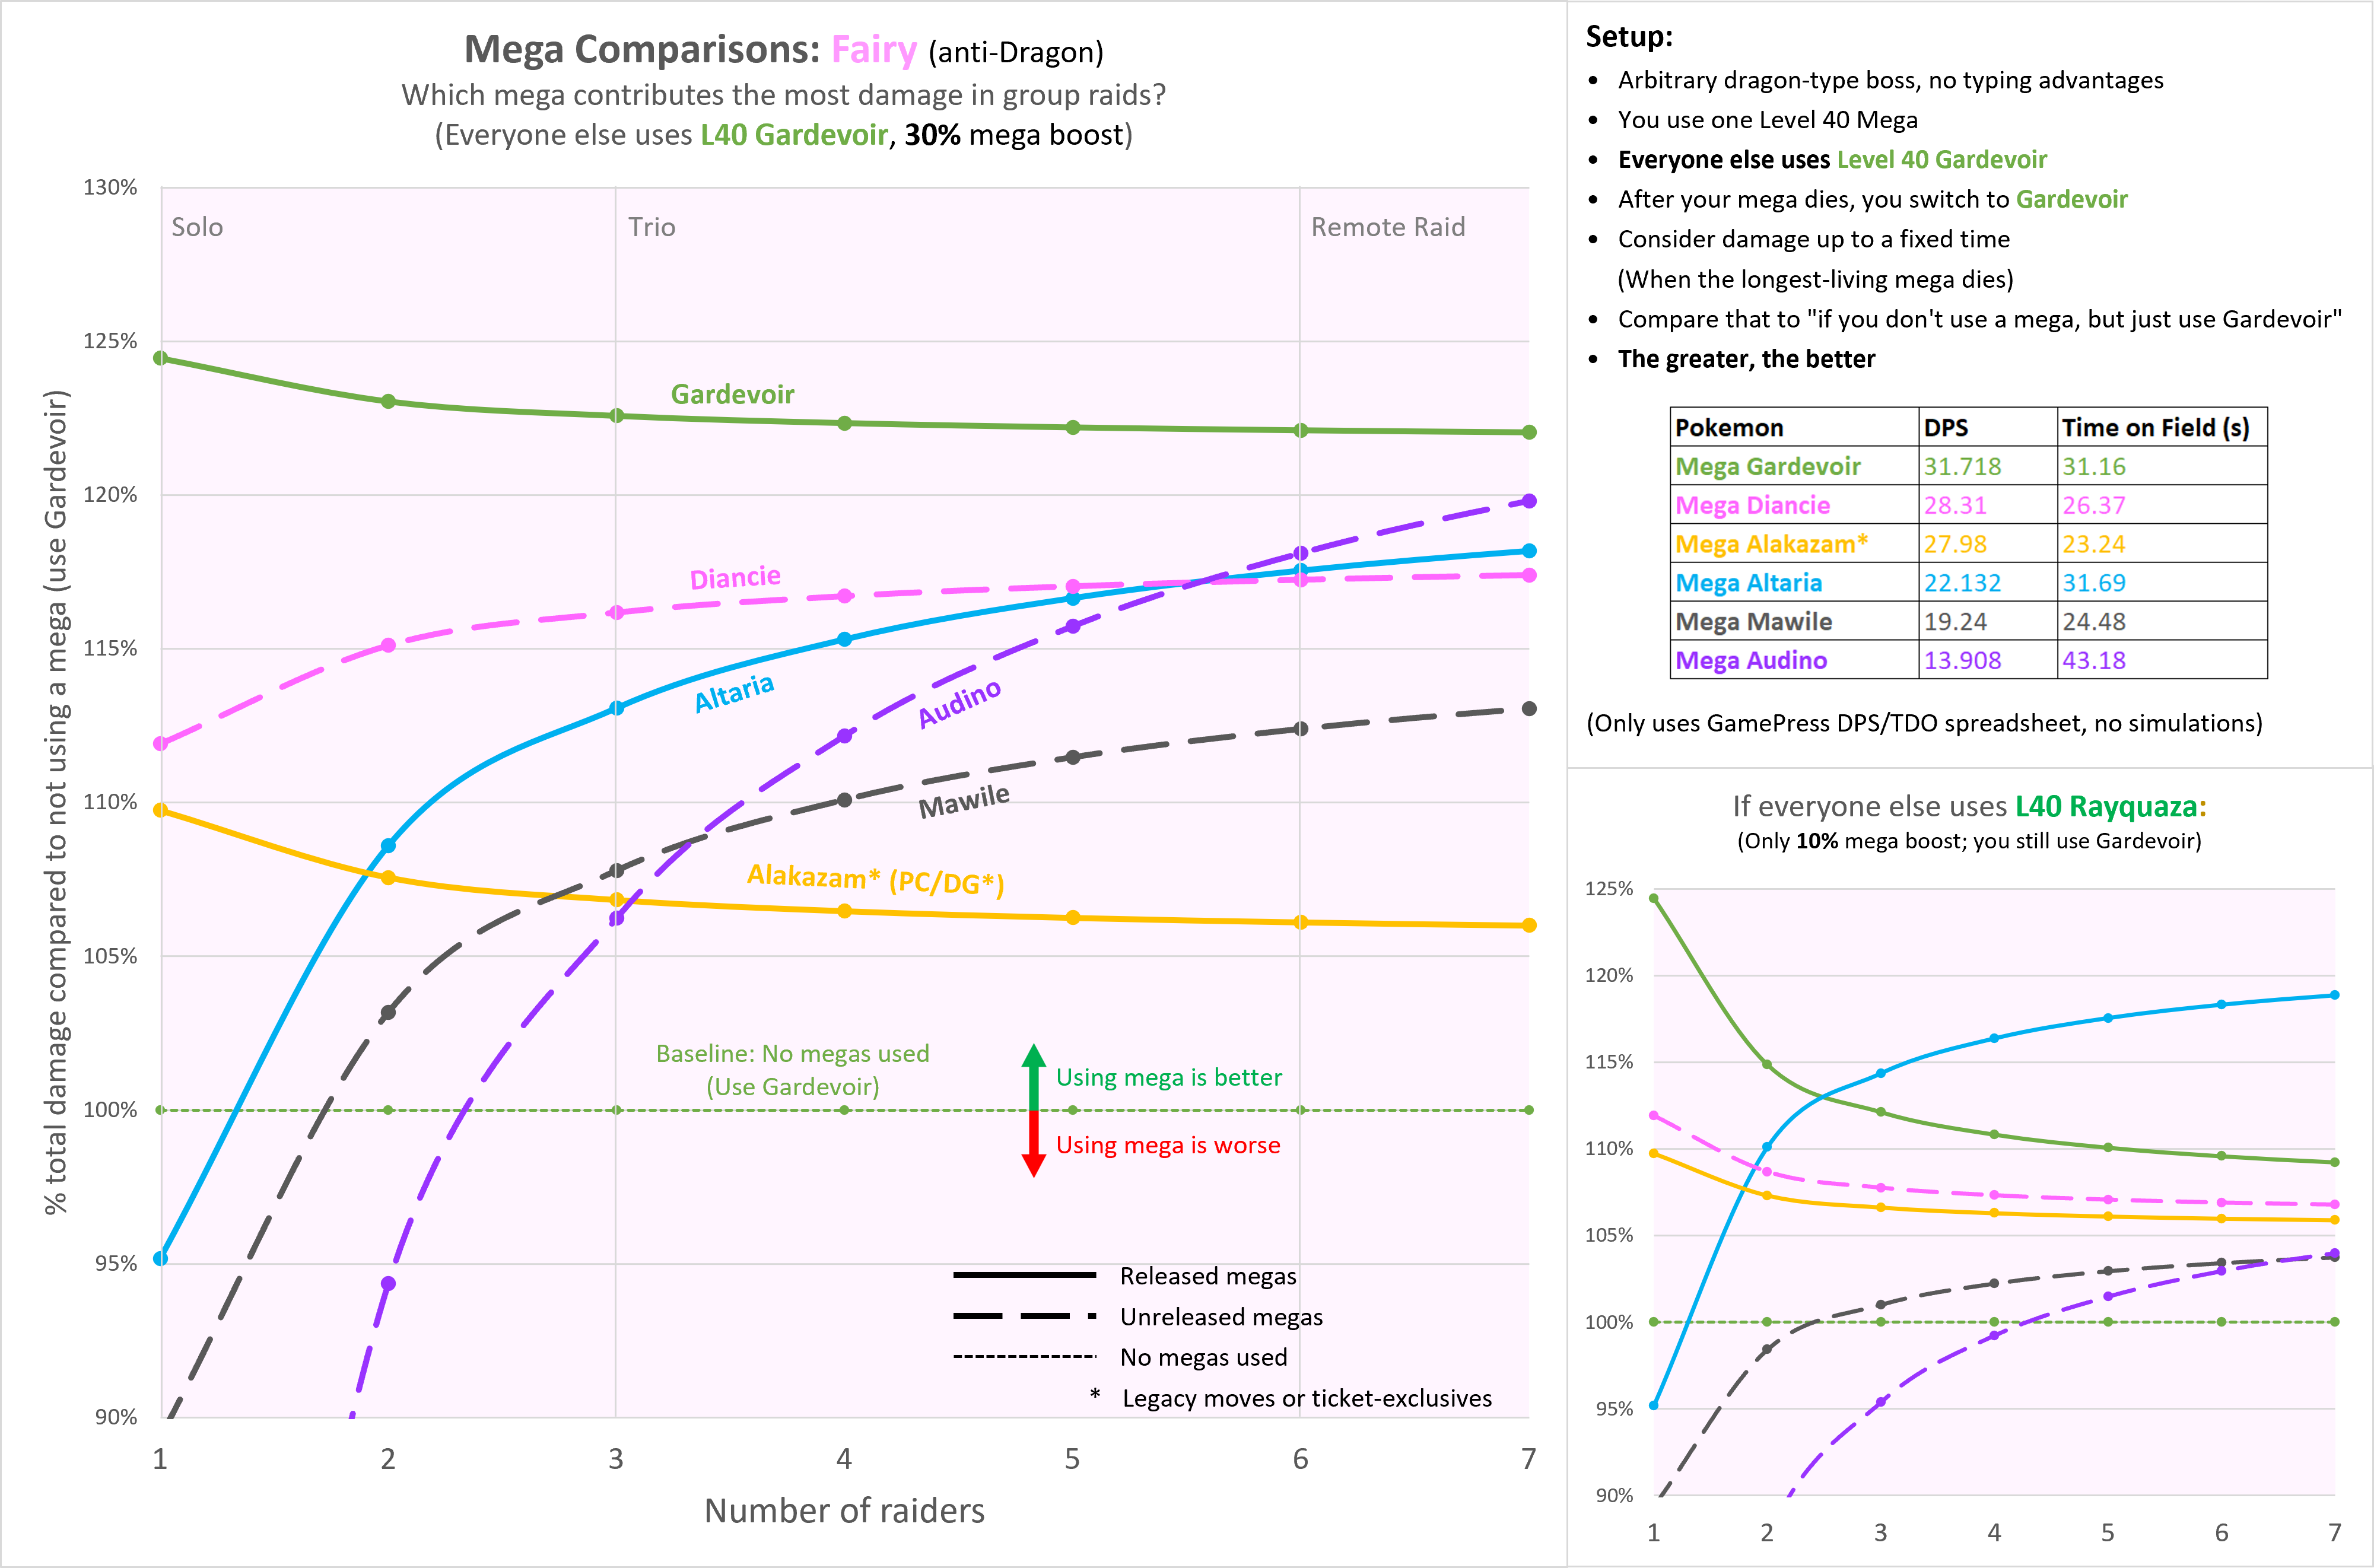 Mega Comparisons: Fairy (anti-Dragon)
Which mega contributes the most damage in group raids?
(Everyone else uses L40 Gardevoir, 30% mega boost)
% total damage compared to not using a mega (use Gardevoir)
130%
125%
120%
115%
110%
105%
100%
95%
90%
Solo
Trio
Remote Raid
Gardevoir
Diancie
Altaria
Audino
Mawile
Alakazam* (PC/DG*)
Baseline: No megas used
(Use Gardevoir)
Using mega is better
Using mega is worse
Released megas
Unreleased megas
No megas used
* Legacy moves or ticket-exclusives
1 2 3 4 5 6 7
Number of raiders
Setup:
• Arbitrary dragon-type boss, no typing advantages
• You use one Level 40 Mega
• Everyone else uses Level 40 Gardevoir
• After your mega dies, you switch to Gardevoir
• Consider damage up to a fixed time
(When the longest-living mega dies)
• Compare that to "if you don't use a mega, but just use Gardevoir"
• The greater, the better
Pokemon DPS Time on Field (s)
Mega Gardevoir 31.718 31.16
Mega Diancie 28.31 26.37
Mega Alakazam* 27.98 23.24
Mega Altaria 22.132 31.69
Mega Mawile 19.24 24.48
Mega Audino 13.908 43.18
(Only uses GamePress DPS/TDO spreadsheet, no simulations)
If everyone else uses L40 Rayquaza:
(Only 10% mega boost; you still use Gardevoir)
125%
120%
115%
110%
105%
100%
95%
90%
1 2 3 4 5 6 7